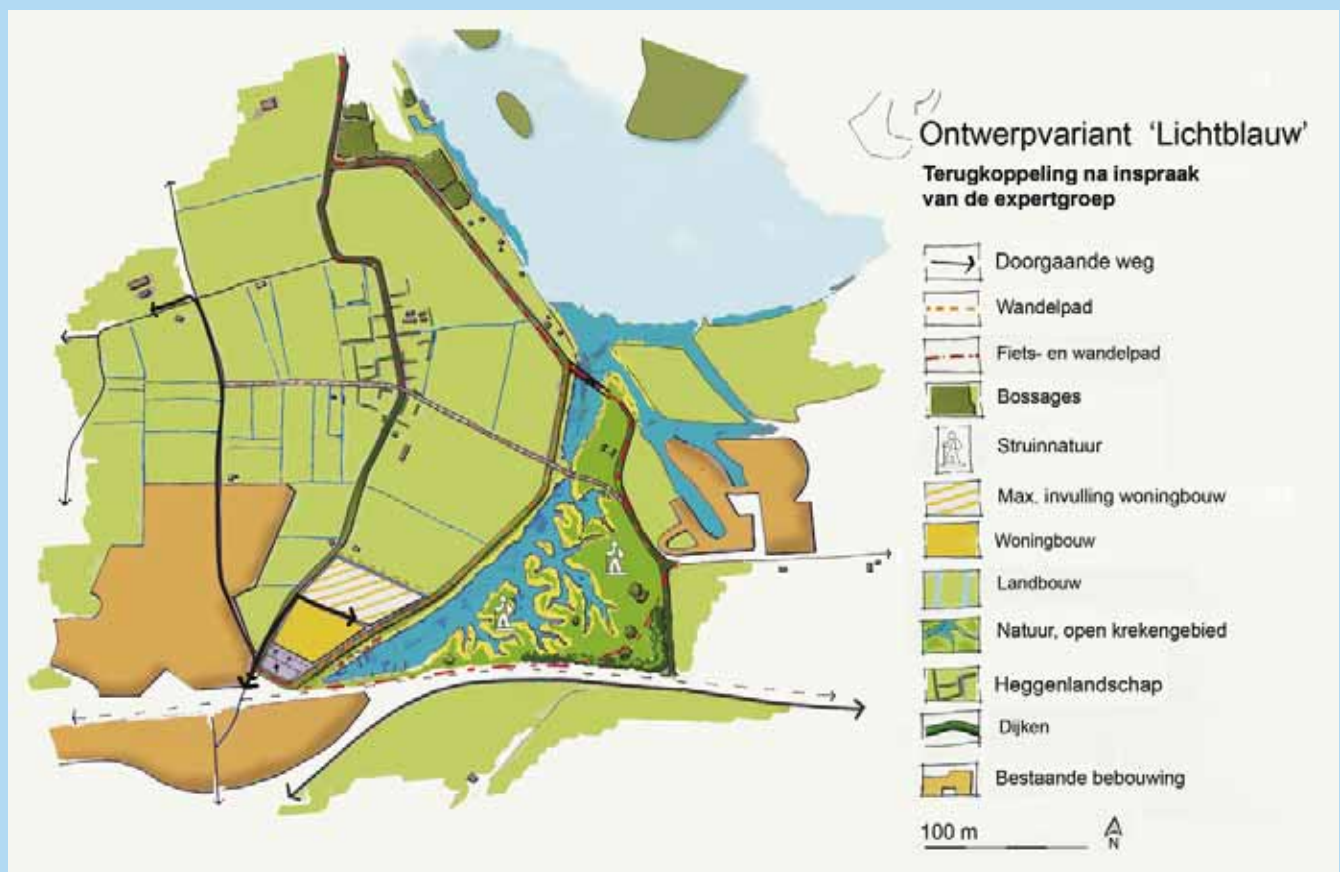 Ontwerpvariant 'Lichtblauw'
Terugkoppeling na inspraak
van de expertgroep
Doorgaande weg
Wandelpad
Fiets- en wandelpad
Bossages
Struinnatuur
Max. invulling woningbouw
Woningbouw
Landbouw
Natuur, open krekengebied
Heggenlandschap
Dijken
Bestaande bebouwing
100 m
N